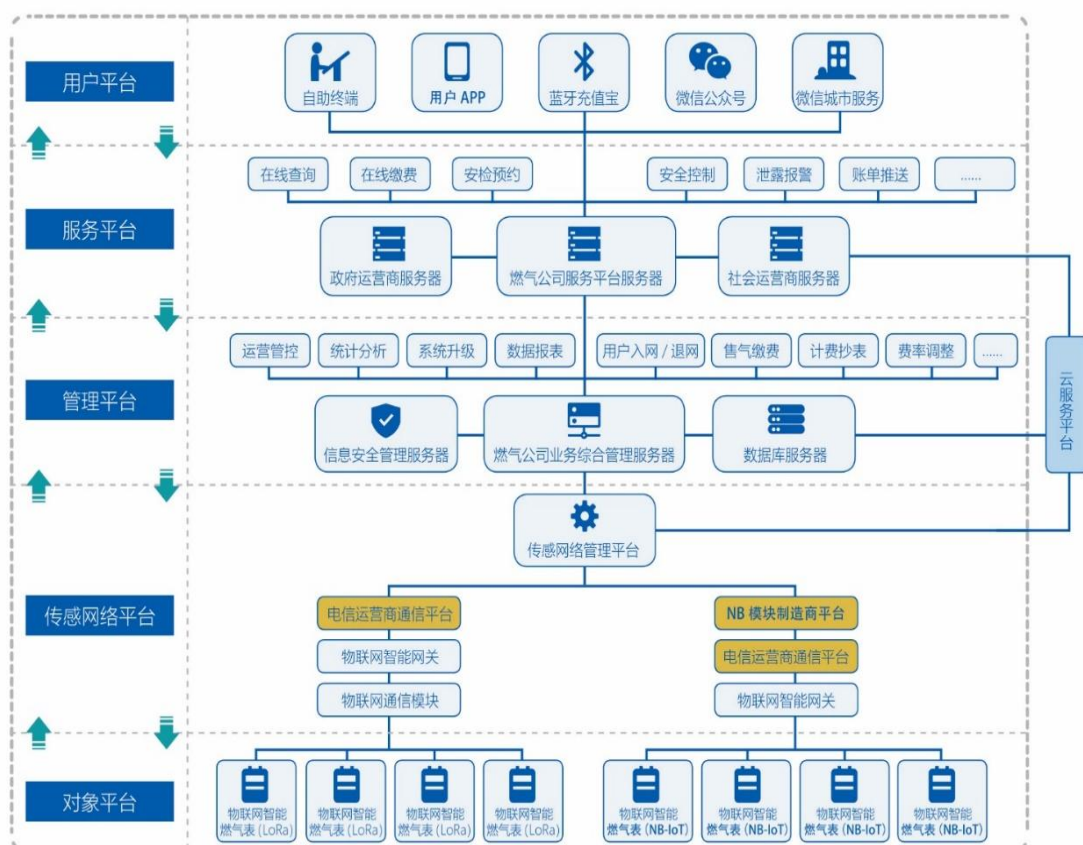 用户平台
自助终端
用户 APP
蓝牙充值宝
微信公众号
微信城市服务
在线查询
在线缴费
安检预约
安全控制
泄露报警
账单推送
......
服务平台
政府运营商服务器
燃气公司服务平台服务器
社会运营商服务器
运营管控
统计分析
系统升级
数据报表
用户入网 / 退网
售气缴费
计费抄表
费率调整
......
云服务平台
管理平台
信息安全管理服务器
燃气公司业务综合管理服务器
数据库服务器
传感网络管理平台
传感网络平台
电信运营商通信平台
物联网智能网关
物联网通信模块
NB 模块制造商平台
电信运营商通信平台
物联网智能网关
对象平台
物联网智能
燃气表 (LoRa)
物联网智能
燃气表 (LoRa)
物联网智能
燃气表 (LoRa)
物联网智能
燃气表 (LoRa)
物联网智能
燃气表 (NB-IoT)
物联网智能
燃气表 (NB-IoT)
物联网智能
燃气表 (NB-IoT)
物联网智能
燃气表 (NB-IoT)